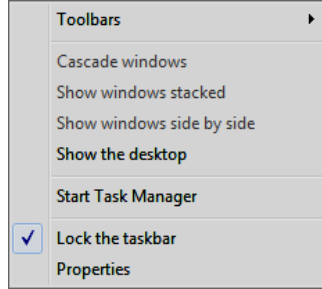 Toolbars
Cascade windows
Show windows stacked
Show windows side by side
Show the desktop
Start Task Manager
Lock the taskbar
Properties